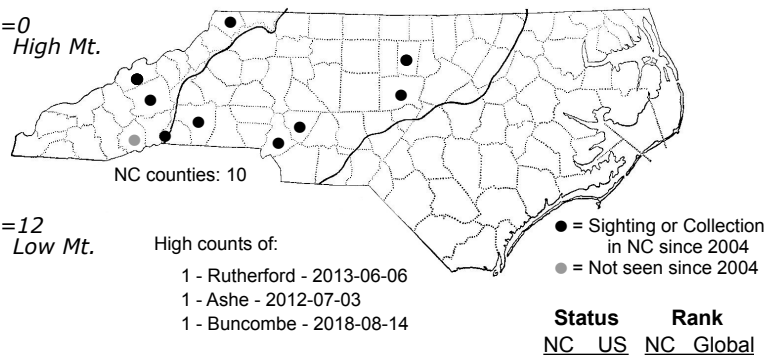 =0
High Mt.
NC counties: 10
=12
Low Mt.
High counts of:
1 - Rutherford - 2013-06-06
1 - Ashe - 2012-07-03
1 - Buncombe - 2018-08-14
● = Sighting or Collection
in NC since 2004
● = Not seen since 2004
Status Rank
NC US NC Global